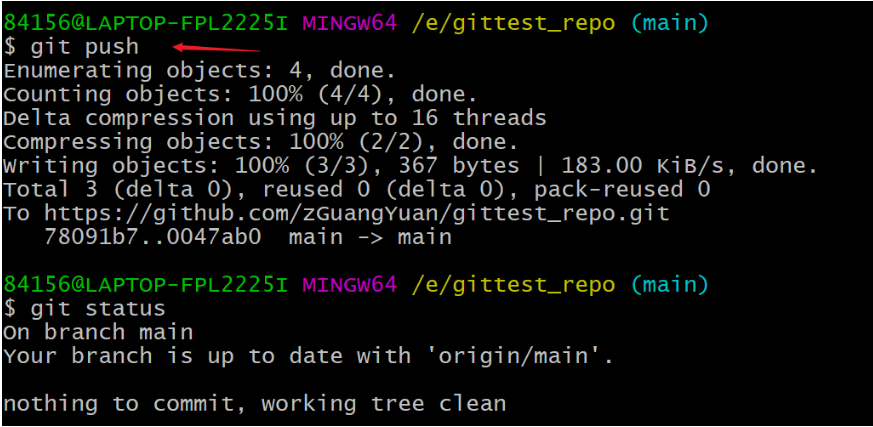 84156@LAPTOP-FPL2225I MINGW64 /e/gittest_repo (main)
$ git push
Enumerating objects: 4, done.
Counting objects: 100% (4/4), done.
Delta compression using up to 16 threads
Compressing objects: 100% (2/2), done.
Writing objects: 100% (3/3), 367 bytes | 183.00 KiB/s, done.
Total 3 (delta 0), reused 0 (delta 0), pack-reused 0
To https://github.com/zGuangYuan/gittest_repo.git
   78091b7..0047ab0  main -> main

84156@LAPTOP-FPL2225I MINGW64 /e/gittest_repo (main)
$ git status
On branch main
Your branch is up to date with 'origin/main'.

nothing to commit, working tree clean